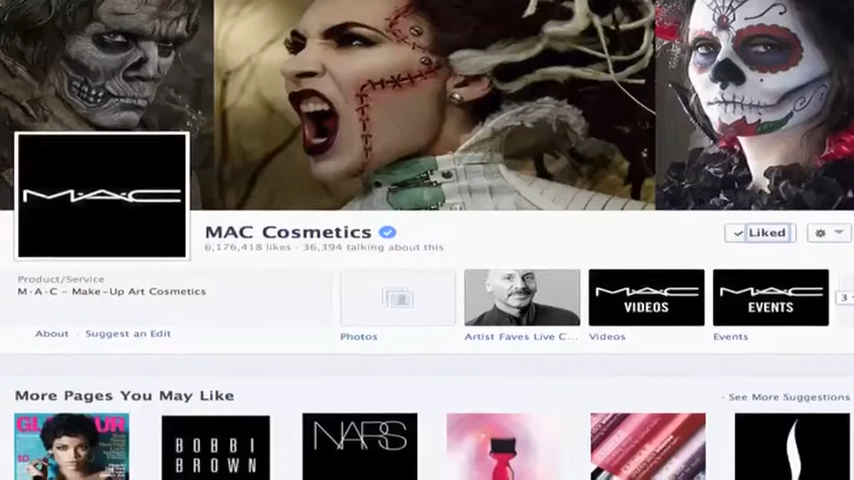 M·A·C
MAC Cosmetics
6,176,418 likes · 36,394 talking about this
Liked
Product/Service
M·A·C - Make-Up Art Cosmetics
About · Suggest an Edit
M·A·C
VIDEOS
M·A·C
EVENTS
3
Photos
Artist Faves Live C...
Videos
Events
More Pages You May Like
· See More Suggestions
GLAMOUR
BOBBI
BROWN
NARS